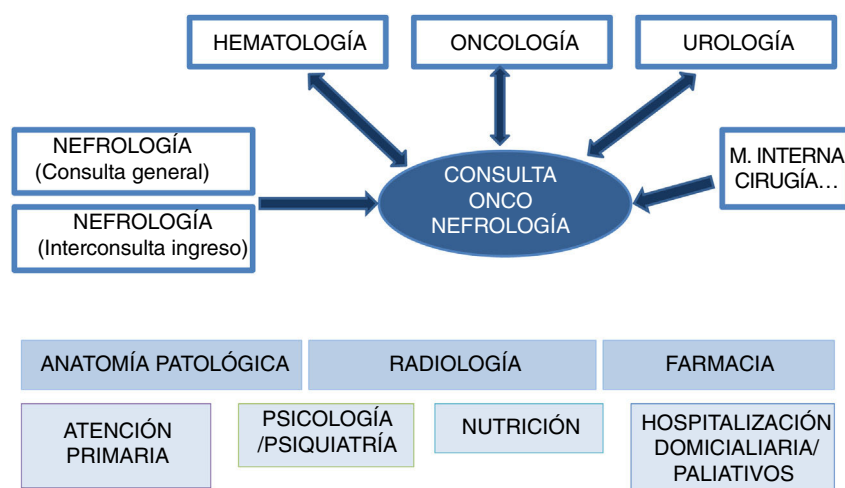 HEMATOLOGÍA
ONCOLOGÍA
UROLOGÍA
NEFROLOGÍA
(Consulta general)
NEFROLOGÍA
(Interconsulta ingreso)
CONSULTA
ONCO
NEFROLOGÍA
M. INTERNA
CIRUGÍA…
ANATOMÍA PATOLÓGICA
RADIOLOGÍA
FARMACIA
ATENCIÓN
PRIMARIA
PSICOLOGÍA
/PSIQUIATRÍA
NUTRICIÓN
HOSPITALIZACIÓN
DOMICIALIARIA/
PALIATIVOS